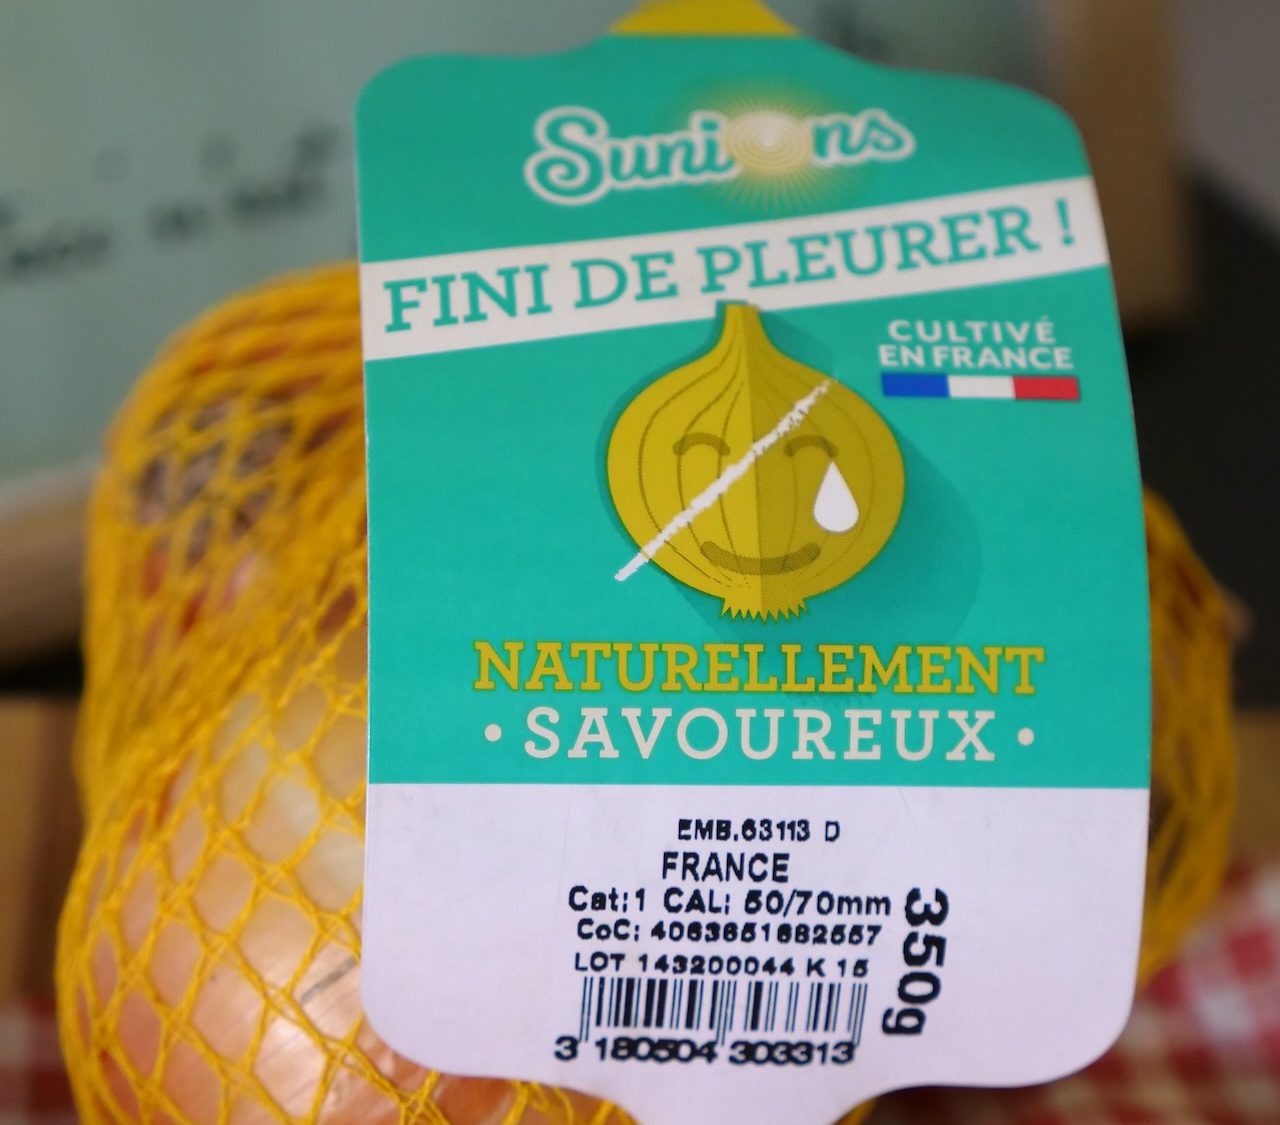 Sunions
FINI DE PLEURER !
CULTIVÉ
EN FRANCE
NATURELLEMENT
• SAVOUREUX •
EMB.63113 D
FRANCE
Cat:1 CAL: 50/70mm
CoC: 4063651682557
LOT 143200044 K 15
350g
3 180504 303313